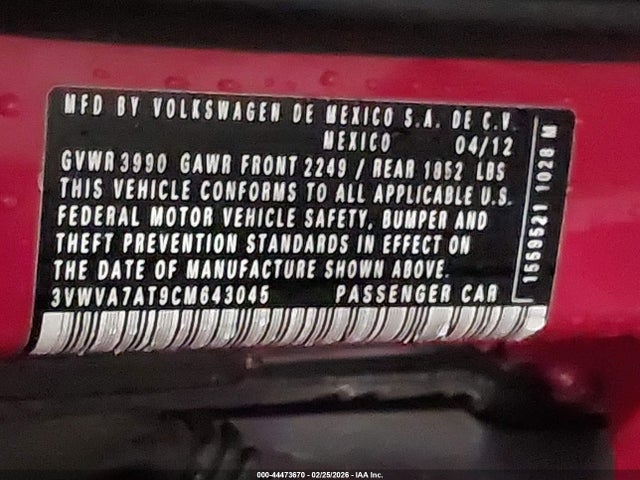 MFD BY VOLKSWAGEN DE MEXICO S.A. DE C.V.
MEXICO 04/12
GVWR 3990 GAWR FRONT 2249 / REAR 1852 LBS
THIS VEHICLE CONFORMS TO ALL APPLICABLE U.S.
FEDERAL MOTOR VEHICLE SAFETY, BUMPER AND
THEFT PREVENTION STANDARDS IN EFFECT ON
THE DATE OF MANUFACTURE SHOWN ABOVE.
3VWVA7AT9CM643045 PASSENGER CAR
1569521 1028 M
000-44473670 - 02/25/2026 - IAA Inc.